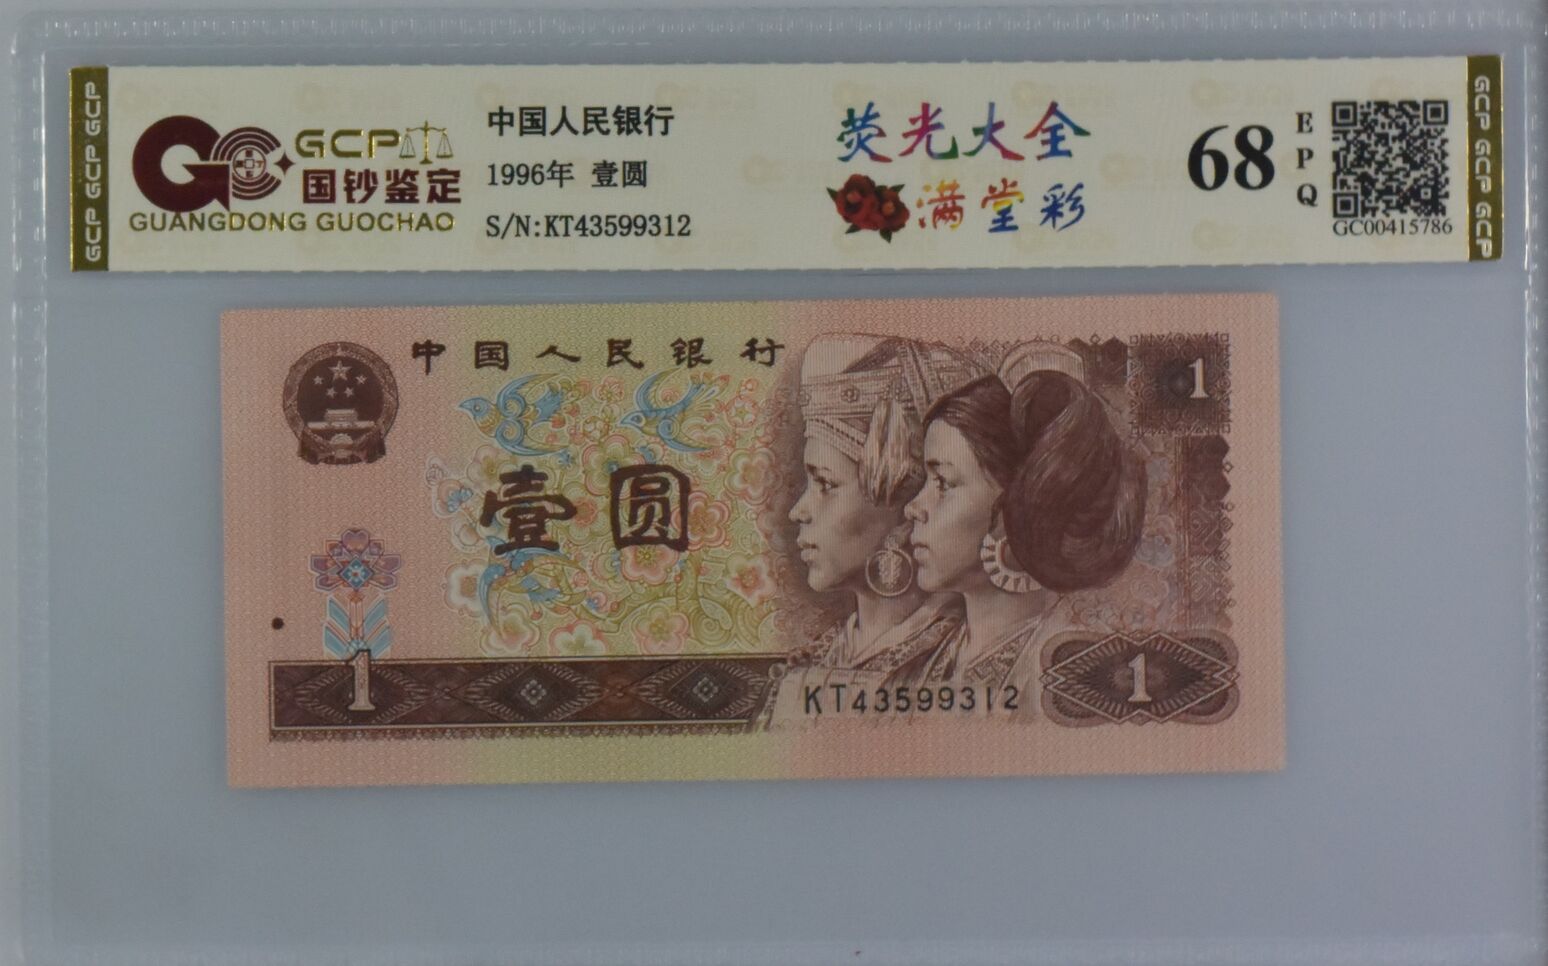 GCP GCP GCP
GCP
国钞鉴定
GUANGDONG GUOCHAO
中国人民银行
1996年 壹圆
S/N:KT43599312
荧光大全
满堂彩
68
EPQ
GC00415786
GCP GCP GCP
中国人民银行
1
壹圆
1
KT43599312
1